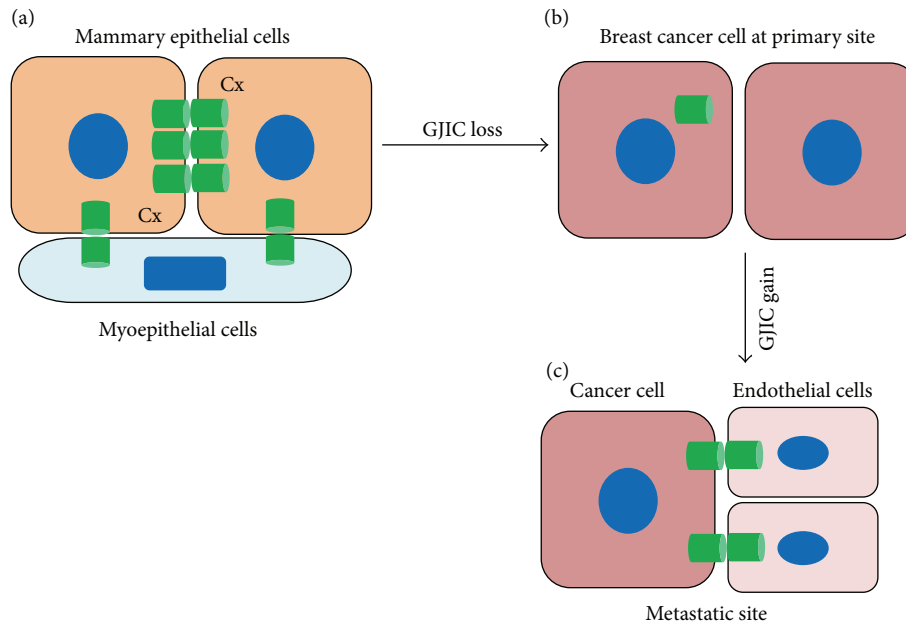 (a)
Mammary epithelial cells
Cx
Cx
Myoepithelial cells
GJIC loss
(b)
Breast cancer cell at primary site
GJIC gain
(c)
Cancer cell
Endothelial cells
Metastatic site